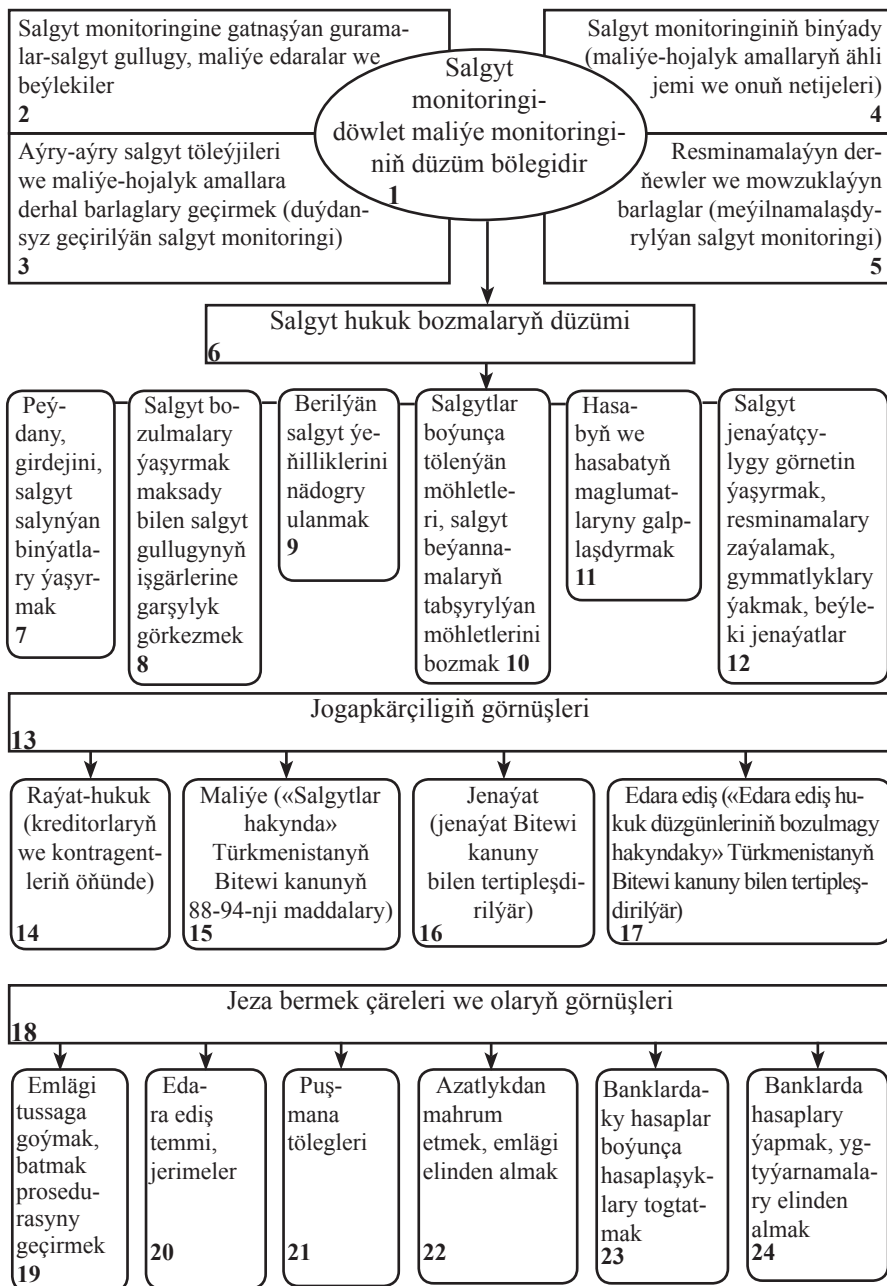 Salgyt monitoringine gatnaşýan gurama-
lar-salgyt gullugy, maliýe edaralar we
beýlekiler
2
Salgyt monitoringiniň binýady
(maliýe-hojalyk amallaryň ähli
jemi we onuň netijeleri)
4
Salgyt
monitoringi-
döwlet maliýe monitoringi-
niň düzüm bölegidir
1
Aýry-aýry salgyt töleýjileri
we maliýe-hojalyk amallara
derhal barlaglary geçirmek (duýdan-
syz geçirilýän salgyt monitoringi)
3
Resminamalaýyn der-
ňewler we mowzuklaýyn
barlaglar (meýilnamalaşdy-
rylýan salgyt monitoringi)
5
Salgyt hukuk bozmalaryň düzümi
6
Peý-
dany,
girdejini,
salgyt
salynýan
binýatla-
ry ýaşyr-
mak
7
Salgyt bo-
zulmalary
ýaşyrmak
maksady
bilen salgyt
gullugynyň
işgärlerine
garşylyk
görkezmek
8
Berilýän
salgyt ýe-
ňilliklerini
nädogry
ulanmak
9
Salgytlar
boýunça
tölenýän
möhletle-
ri, salgyt
beýanna-
malaryň
tabşyrylýan
möhletlerini
bozmak 10
Hasa-
byň we
hasabatyň
maglumat-
laryny galp-
laşdyrmak
11
Salgyt
jenaýatçy-
lygy görnetin
ýaşyrmak,
resminamalary
zaýalamak,
gymmatlyklary
ýakmak, beýle-
ki jenaýatlar
12
Jogapkärçiligiň görnüşleri
13
Raýat-hukuk
(kreditorlaryň
we kontragent-
leriň öňünde)
14
Maliýe («Salgytlar
hakynda»
Türkmenistanyň
Bitewi kanunyň
88-94-nji maddalary)
15
Jenaýat
(jenaýat Bitewi
kanuny
bilen tertipleşdi-
rilýär)
16
Edara ediş («Edara ediş hu-
kuk düzgünleriniň bozulmagy
hakyndaky» Türkmenistanyň
Bitewi kanuny bilen tertipleş-
dirilýär)
17
Jeza bermek çäreleri we olaryň görnüşleri
18
Emlägi
tussaga
goýmak,
batmak
prosedu-
rasyny
geçirmek
19
Eda-
ra ediş
temmi,
jerimeler
20
Puş-
mana
tölegleri
21
Azatlykdan
mahrum
etmek, emlägi
elinden almak
22
Banklarda-
ky hasaplar
boýunça
hasaplaşyk-
lary togtat-
mak
23
Banklarda
hasaplary
ýapmak, yg-
tyýarnamala-
ry elinden
almak
24